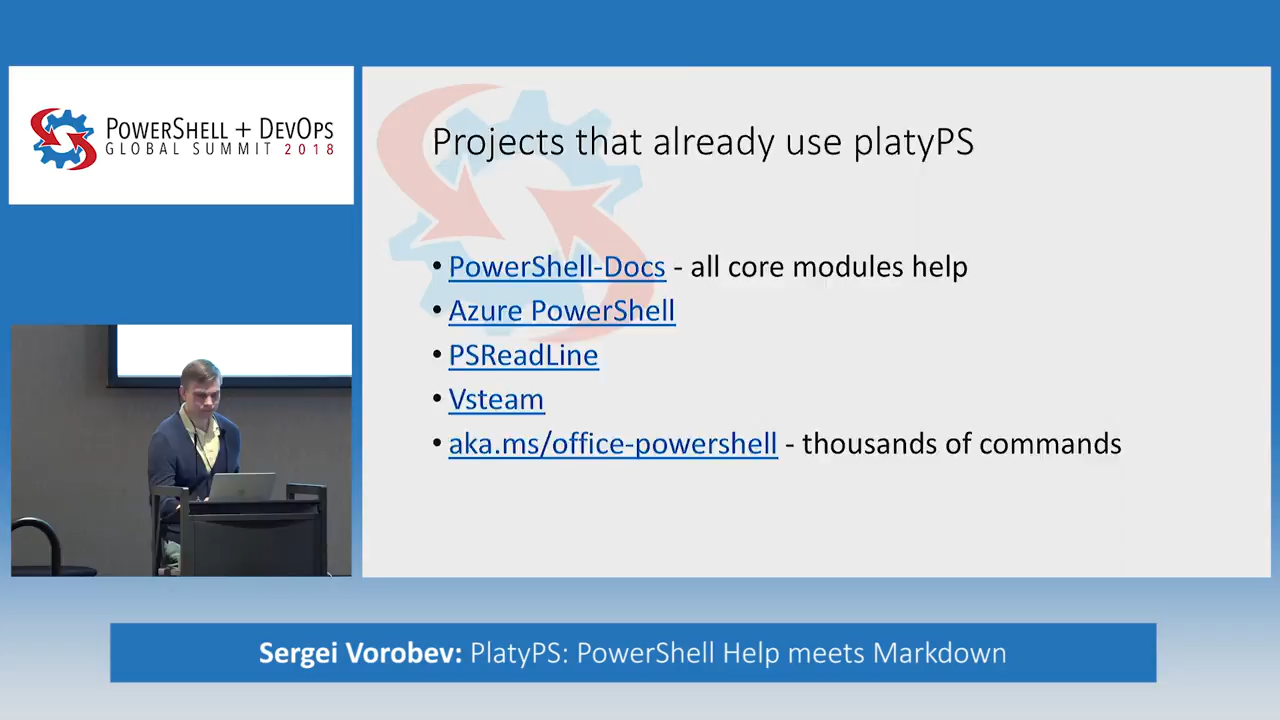 POWERSHELL + DEVOPS
GLOBAL SUMMIT 2018
Projects that already use platyPS
• PowerShell-Docs - all core modules help
• Azure PowerShell
• PSReadLine
• Vsteam
• aka.ms/office-powershell - thousands of commands
Sergei Vorobev: PlatyPS: PowerShell Help meets Markdown